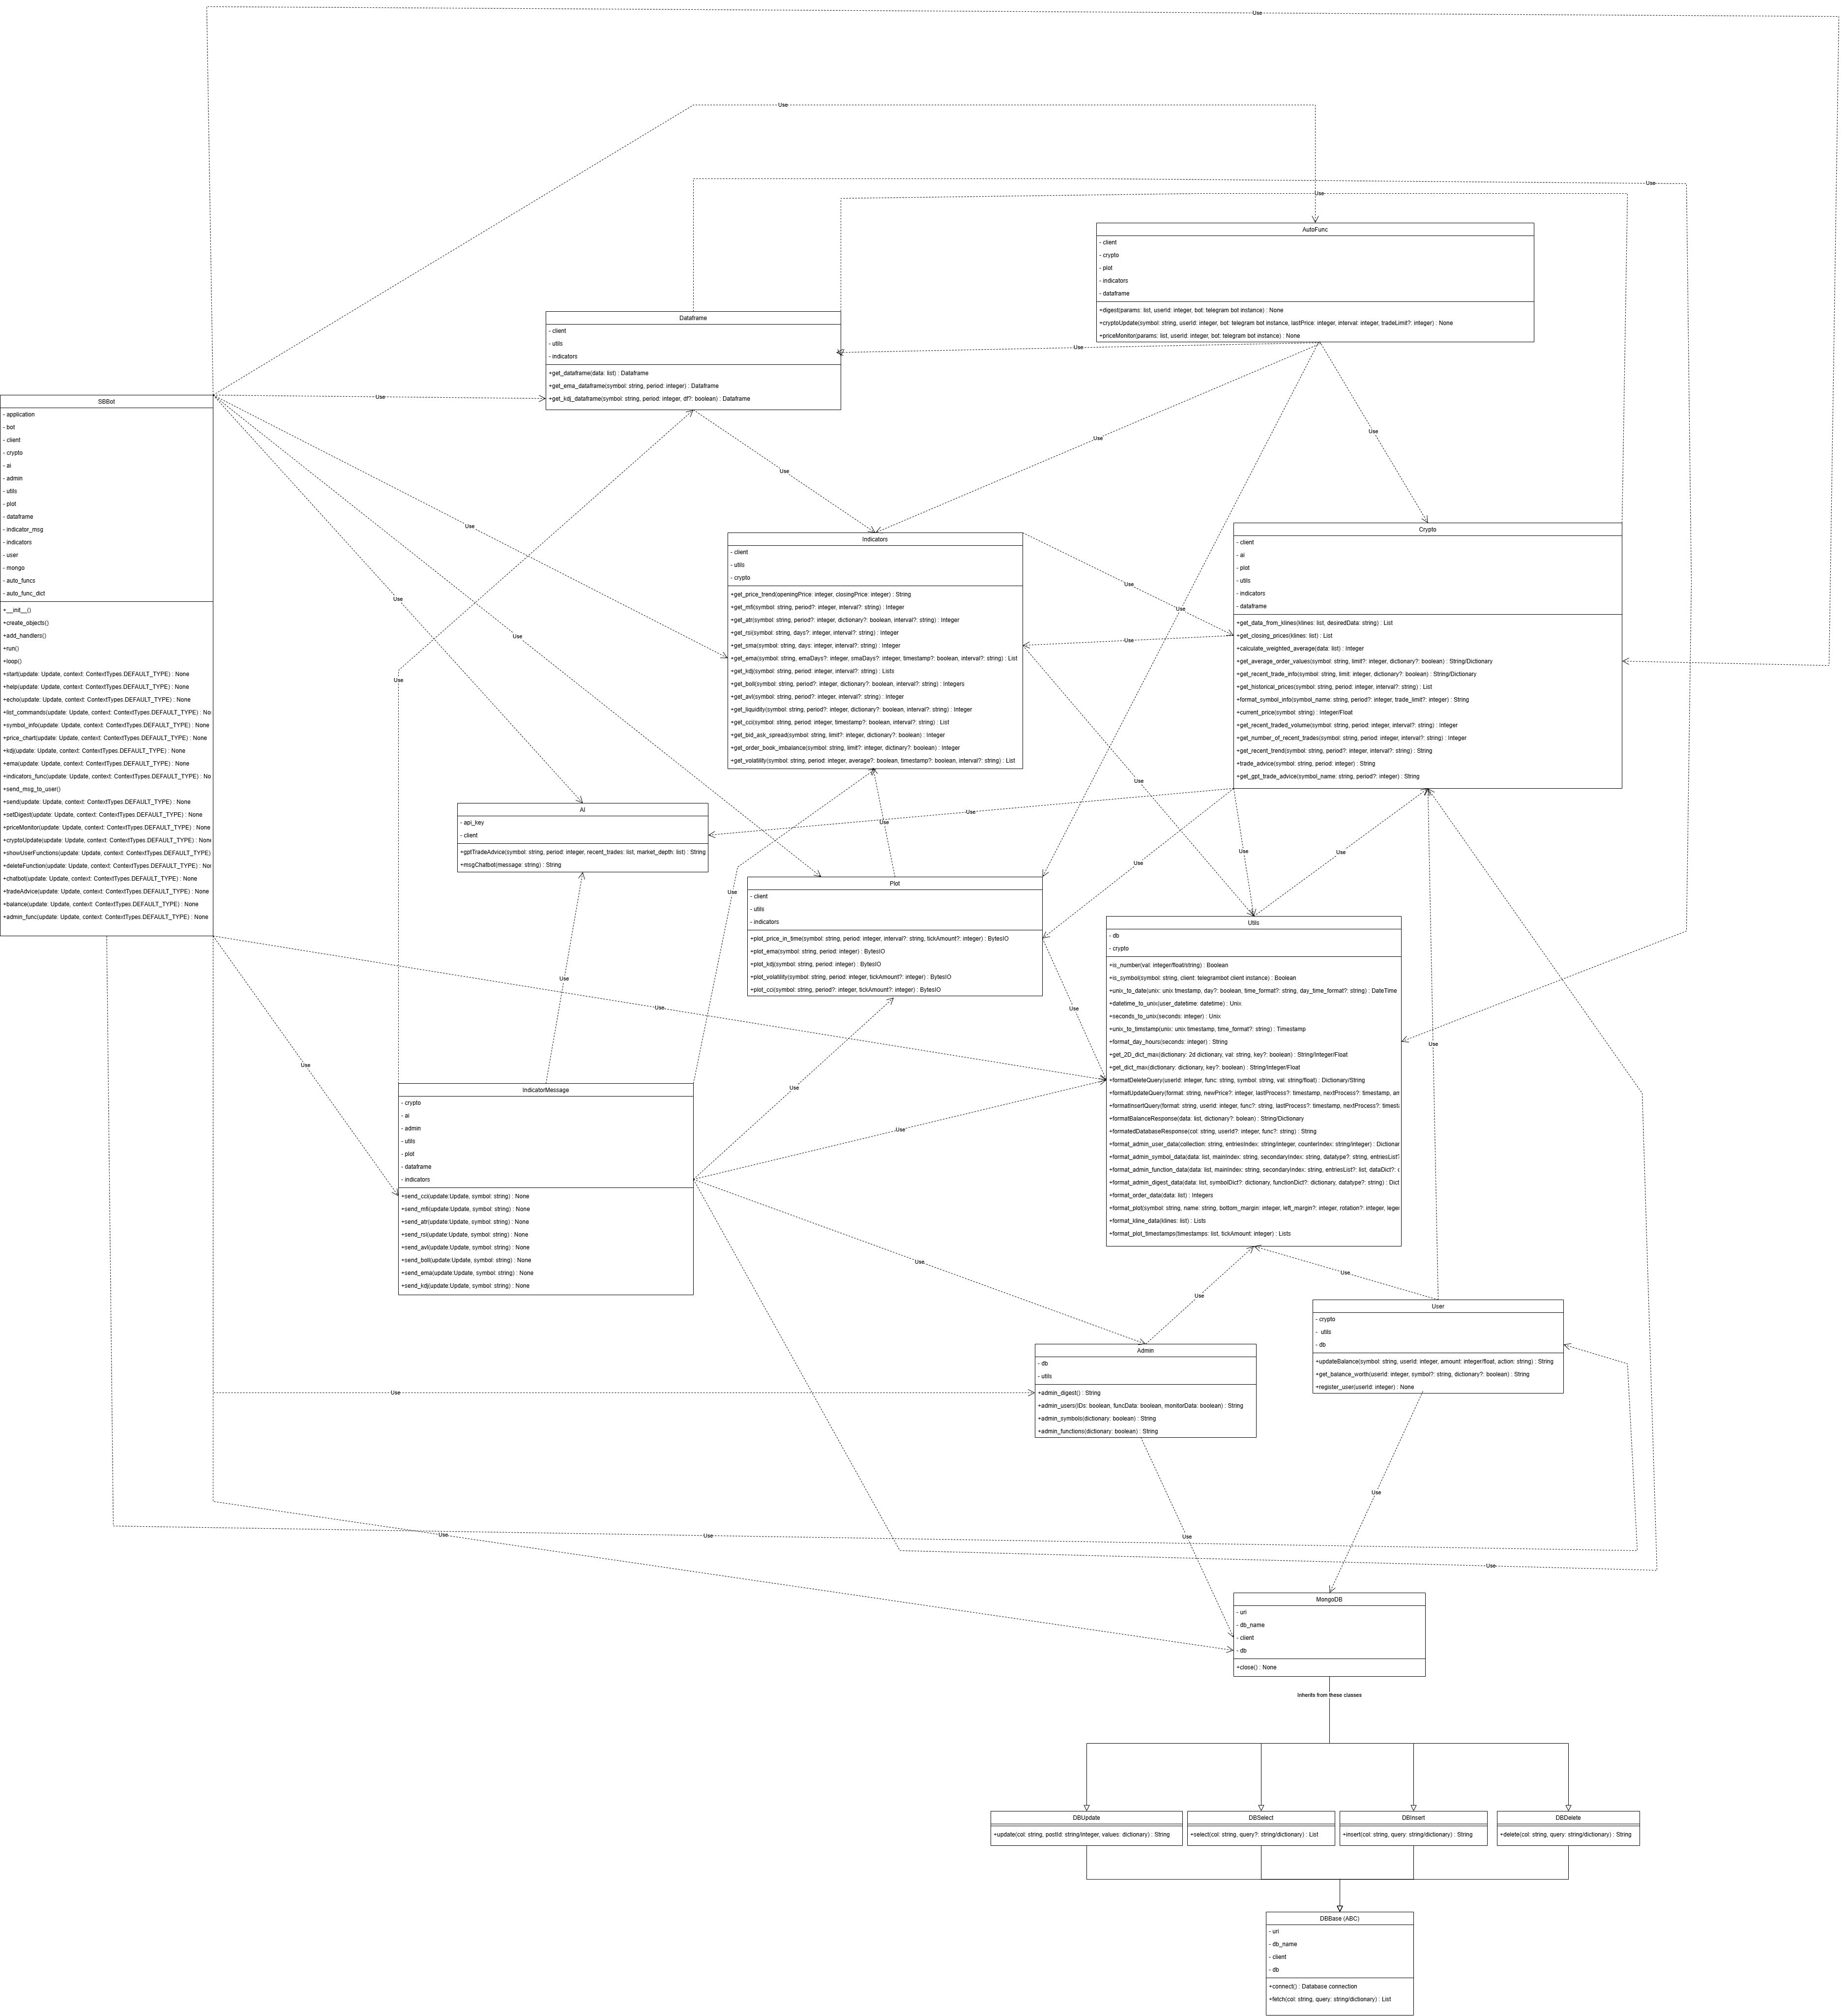 Use
Use
Use
Use
AutoFunc
- client
- crypto
- plot
- indicators
- dataframe
+digest(params: list, userId: integer, bot: telegram bot instance) : None
+cryptoUpdate(symbol: string, userId: integer, bot: telegram bot instance, lastPrice: integer, interval: integer, tradeLimit?: integer) : None
+priceMonitor(params: list, userId: integer, bot: telegram bot instance) : None
Dataframe
- client
- utils
- indicators
+get_dataframe(data: list) : Dataframe
+get_ema_dataframe(symbol: string, period: integer) : Dataframe
+get_kdj_dataframe(symbol: string, period: integer, df?: boolean) : Dataframe
Use
Use
Use
Use
Use
SBBot
- application
- bot
- client
- crypto
- ai
- admin
- utils
- plot
- dataframe
- indicator_msg
- indicators
- user
- mongo
- auto_funcs
- auto_func_dict
+__init__()
+create_objects()
+add_handlers()
+run()
+loop()
+start(update: Update, context: ContextTypes.DEFAULT_TYPE) : None
+help(update: Update, context: ContextTypes.DEFAULT_TYPE) : None
+echo(update: Update, context: ContextTypes.DEFAULT_TYPE) : None
+list_commands(update: Update, context: ContextTypes.DEFAULT_TYPE) : No
+symbol_info(update: Update, context: ContextTypes.DEFAULT_TYPE) : None
+price_chart(update: Update, context: ContextTypes.DEFAULT_TYPE) : None
+kdj(update: Update, context: ContextTypes.DEFAULT_TYPE) : None
+ema(update: Update, context: ContextTypes.DEFAULT_TYPE) : None
+indicators_func(update: Update, context: ContextTypes.DEFAULT_TYPE) : No
+send_msg_to_user()
+send(update: Update, context: ContextTypes.DEFAULT_TYPE) : None
+setDigest(update: Update, context: ContextTypes.DEFAULT_TYPE) : None
+priceMonitor(update: Update, context: ContextTypes.DEFAULT_TYPE) : None
+cryptoUpdate(update: Update, context: ContextTypes.DEFAULT_TYPE) : None
+showUserFunctions(update: Update, context: ContextTypes.DEFAULT_TYPE)
+deleteFunction(update: Update, context: ContextTypes.DEFAULT_TYPE) : No
+chatbot(update: Update, context: ContextTypes.DEFAULT_TYPE) : None
+tradeAdvice(update: Update, context: ContextTypes.DEFAULT_TYPE) : None
+balance(update: Update, context: ContextTypes.DEFAULT_TYPE) : None
+admin_func(update: Update, context: ContextTypes.DEFAULT_TYPE) : None
Use
Indicators
- client
- utils
- crypto
+get_price_trend(openingPrice: integer, closingPrice: integer) : String
+get_mfi(symbol: string, period?: integer, interval?: string) : Integer
+get_atr(symbol: string, period?: integer, dictionary?: boolean, interval?: string) : Integer
+get_rsi(symbol: string, days?: integer, interval?: string) : Integer
+get_sma(symbol: string, days: integer, interval?: string) : Integer
+get_ema(symbol: string, emaDays?: integer, smaDays?: integer, timestamp?: boolean, interval?: string) : List
+get_kdj(symbol: string, period: integer, interval?: string) : Lists
+get_boll(symbol: string, period?: integer, dictionary?: boolean, interval?: string) : Integers
+get_avl(symbol: string, period?: integer, interval?: string) : Integer
+get_liquidity(symbol: string, period?: integer, dictionary?: boolean, interval?: string) : Integer
+get_cci(symbol: string, period: integer, timestamp?: boolean, interval?: string) : List
+get_bid_ask_spread(symbol: string, limit?: integer, dictionary?: boolean) : Integer
+get_order_book_imbalance(symbol: string, limit?: integer, dictinary?: boolean) : Integer
+get_volatility(symbol: string, period: integer, average?: boolean, timestamp?: boolean, interval?: string) : List
Crypto
- client
- ai
- plot
- utils
- indicators
- dataframe
+get_data_from_klines(klines: list, desiredData: string) : List
+get_closing_prices(klines: list) : List
+calculate_weighted_average(data: list) : Integer
+get_average_order_values(symbol: string, limit?: integer, dictionary?: boolean) : String/Dictionary
+get_recent_trade_info(symbol: string, limit: integer, dictionary?: boolean) : String/Dictionary
+get_historical_prices(symbol: string, period: integer, interval?: string) : List
+format_symbol_info(symbol_name: string, period?: integer, trade_limit?: integer) : String
+current_price(symbol: string) : Integer/Float
+get_recent_traded_volume(symbol: string, period: integer, interval?: string) : Integer
+get_number_of_recent_trades(symbol: string, period: integer, interval?: string) : Integer
+get_recent_trend(symbol: string, period?: integer, interval?: string) : String
+trade_advice(symbol: string, period: integer) : String
+get_gpt_trade_advice(symbol_name: string, period?: integer) : String
Use
Use
Use
Use
Use
Use
Use
Use
AI
- api_key
- client
+gptTradeAdvice(symbol: string, period: integer, recent_trades: list, market_depth: list) : String
+msgChatbot(message: string) : String
Use
Use
Use
Use
Use
Use
Plot
- client
- utils
- indicators
+plot_price_in_time(symbol: string, period: integer, interval?: string, tickAmount?: integer) : BytesIO
+plot_ema(symbol: string, period: integer) : BytesIO
+plot_kdj(symbol: string, period: integer) : BytesIO
+plot_volatility(symbol: string, period: integer, tickAmount?: integer) : BytesIO
+plot_cci(symbol: string, period?: integer, tickAmount?: integer) : BytesIO
Utils
- db
- crypto
+is_number(val: integer/float/string) : Boolean
+is_symbol(symbol: string, client: telegrambot client instance) : Boolean
+unix_to_date(unix: unix tmestamp, day?: boolean, time_format?: string, day_time_format?: string) : DateTime
+datetime_to_unix(user_datetime: datetime) : Unix
+seconds_to_unix(seconds: integer) : Unix
+unix_to_timstamp(unix: unix timestamp, time_format?: string) : Timestamp
+format_day_hours(seconds: integer) : String
+get_2D_dict_max(dictionary: 2d dictionary, val: string, key?: boolean) : String/Integer/Float
+get_dict_max(dictionary: dictionary, key?: boolean) : String/Integer/Float
+formatDeleteQuery(userId: integer, func: string, symbol: string, val: string/float) : Dictionary/String
+formatUpdateQuery(format: string, newPrice?: integer, lastProcess?: timestamp, nextProcess?: timestamp, am
+formatInsertQuery(format: string, userId: integer, func?: string, lastProcess?: timestamp, nextProcess?: timest
+formatBalanceResponse(data: list, dictionary?: bolean) : String/Dictionary
+formatedDatabaseResponse(col: string, userId?: integer, func?: string) : String
+format_admin_user_data(collection: string, entriesIndex: string/integer, counterIndex: string/integer) : Dictionar
+format_admin_symbol_data(data: list, mainIndex: string, secondaryIndex: string, datatype?: string, entriesList?
+format_admin_function_data(data: list, mainIndex: string, secondaryIndex: string, entriesList?: list, dataDict?:
+format_admin_digest_data(data: list, symbolDict?: dictionary, functionDict?: dictionary, datatype?: string) : Dict
+format_order_data(data: list) : Integers
+format_plot(symbol: string, name: string, bottom_margin: integer, left_margin?: integer, rotation?: integer, legen
+format_kline_data(klines: list) : Lists
+format_plot_timestamps(timestamps: list, tickAmount: integer) : Lists
Use
Use
Use
Use
Use
Use
IndicatorMessage
- crypto
- ai
- admin
- utils
- plot
- dataframe
- indicators
+send_cci(update:Update, symbol: string) : None
+send_mfi(update:Update, symbol: string) : None
+send_atr(update:Update, symbol: string) : None
+send_rsi(update:Update, symbol: string) : None
+send_avl(update:Update, symbol: string) : None
+send_boll(update:Update, symbol: string) : None
+send_ema(update:Update, symbol: string) : None
+send_kdj(update:Update, symbol: string) : None
Use
Use
Use
Use
Use
User
- crypto
- utils
- db
+updateBalance(symbol: string, userId: integer, amount: integer/float, action: string) : String
+get_balance_worth(userId: integer, symbol?: string, dictionary?: boolean) : String
+register_user(userId: integer) : None
Admin
- db
- utils
+admin_digest() : String
+admin_users(IDs: boolean, funcData: boolean, monitorData: boolean) : String
+admin_symbols(dictionary: boolean) : String
+admin_functions(dictionary: boolean) : String
Use
Use
Use
Use
Use
Use
MongoDB
- uri
- db_name
- client
- db
+close() : None
Inherits from these classes
DBUpdate
+update(col: string, postId: string/integer, values: dictionary) : String
DBSelect
+select(col: string, query?: string/dictionary) : List
DBInsert
+insert(col: string, query: string/dictionary) : String
DBDelete
+delete(col: string, query: string/dictionary) : String
DBBase (ABC)
- uri
- db_name
- client
- db
+connect() : Database connection
+fetch(col: string, query: string/dictionary) : List